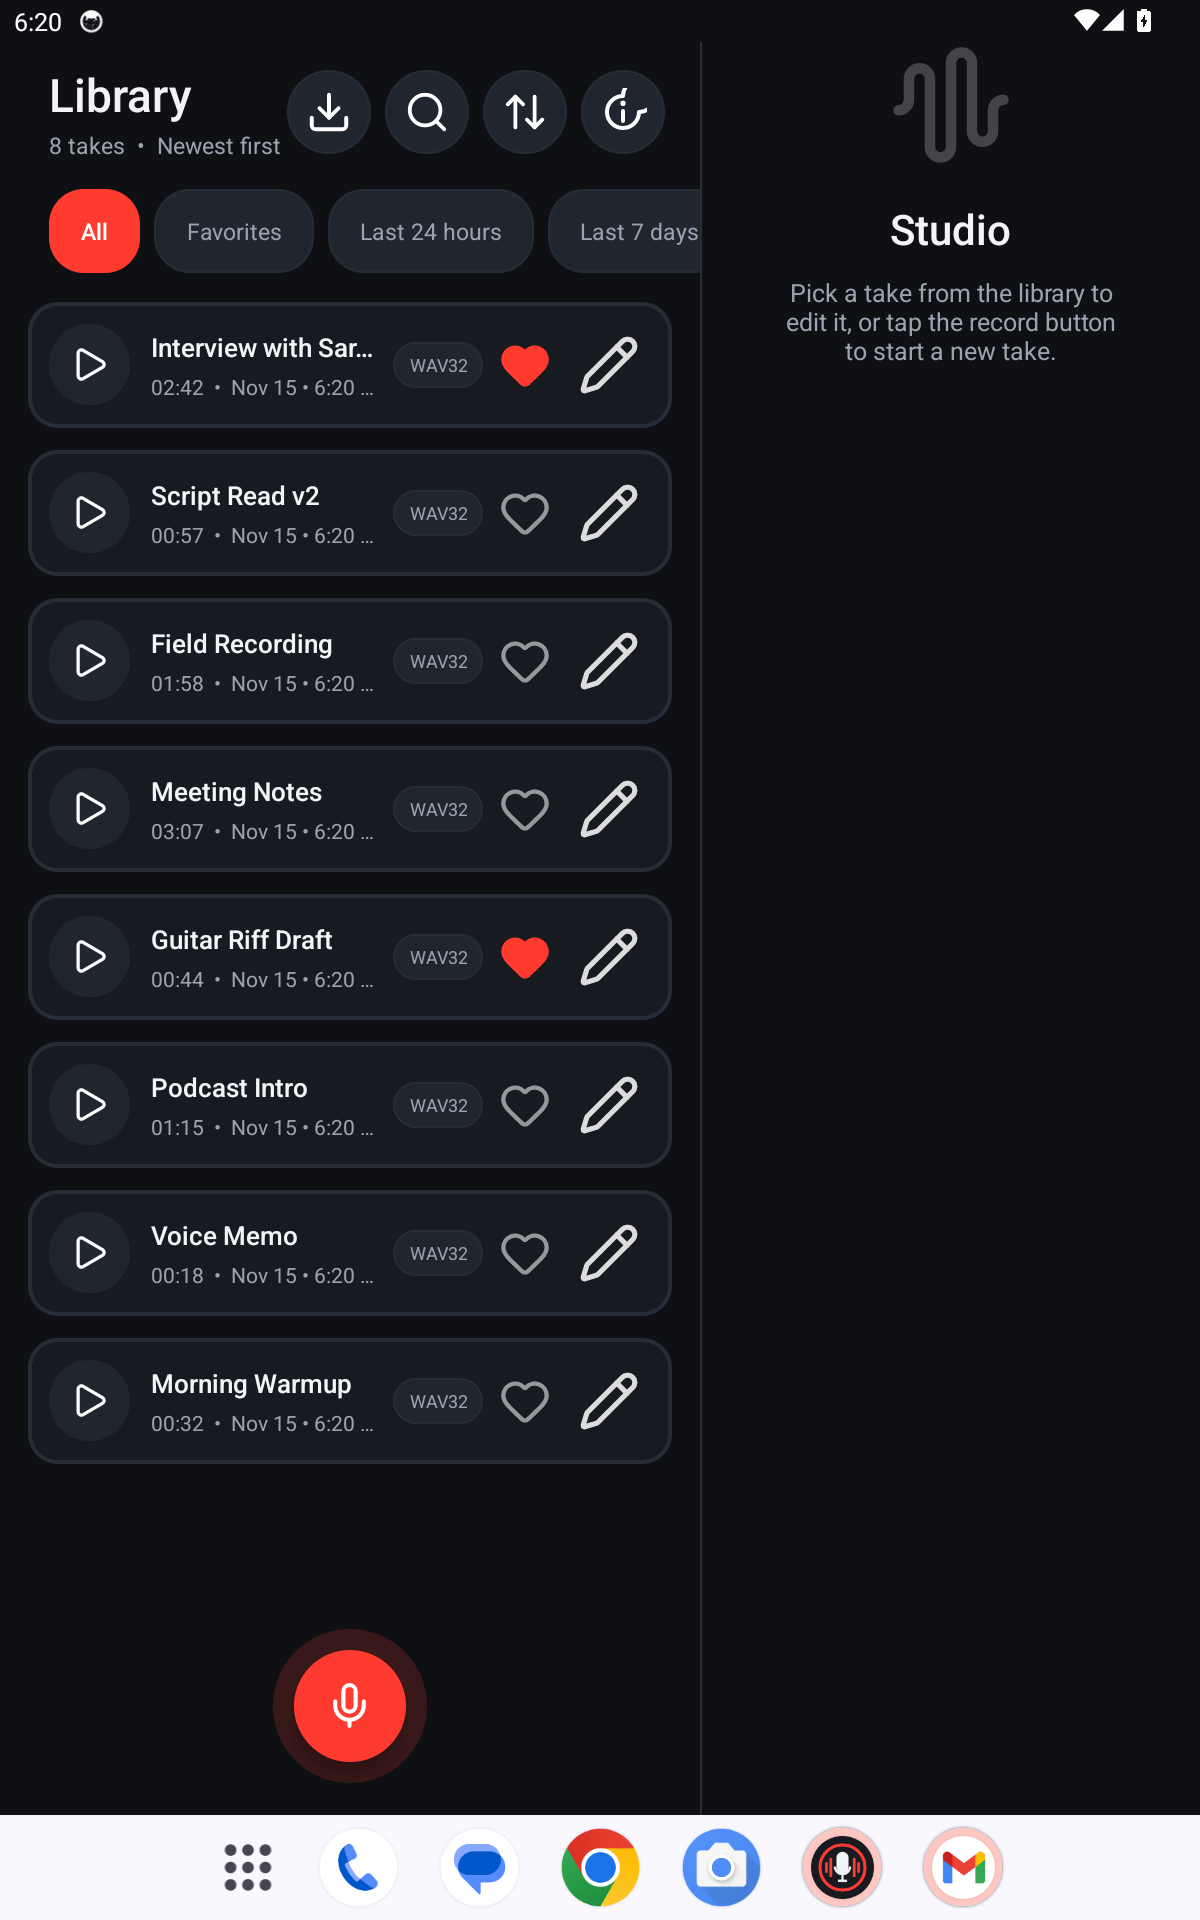 6:20
Library
8 takes • Newest first
All
Favorites
Last 24 hours
Last 7 days
Interview with Sar...
02:42 • Nov 15 • 6:20 ...
WAV32
Script Read v2
00:57 • Nov 15 • 6:20 ...
WAV32
Field Recording
01:58 • Nov 15 • 6:20 ...
WAV32
Meeting Notes
03:07 • Nov 15 • 6:20 ...
WAV32
Guitar Riff Draft
00:44 • Nov 15 • 6:20 ...
WAV32
Podcast Intro
01:15 • Nov 15 • 6:20 ...
WAV32
Voice Memo
00:18 • Nov 15 • 6:20 ...
WAV32
Morning Warmup
00:32 • Nov 15 • 6:20 ...
WAV32
Studio
Pick a take from the library to
edit it, or tap the record button
to start a new take.